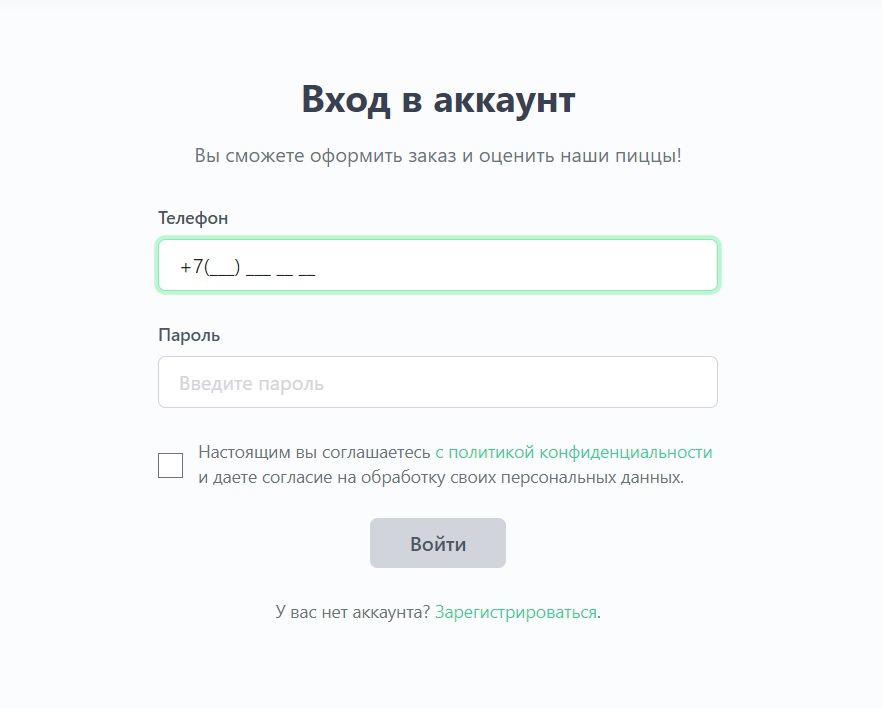 Вход в аккаунт
Вы сможете оформить заказ и оценить наши пиццы!
Телефон
+7(___) ___ __ __
Пароль
Введите пароль
Настоящим вы соглашаетесь с политикой конфиденциальности
и даете согласие на обработку своих персональных данных.
Войти
У вас нет аккаунта? Зарегистрироваться.